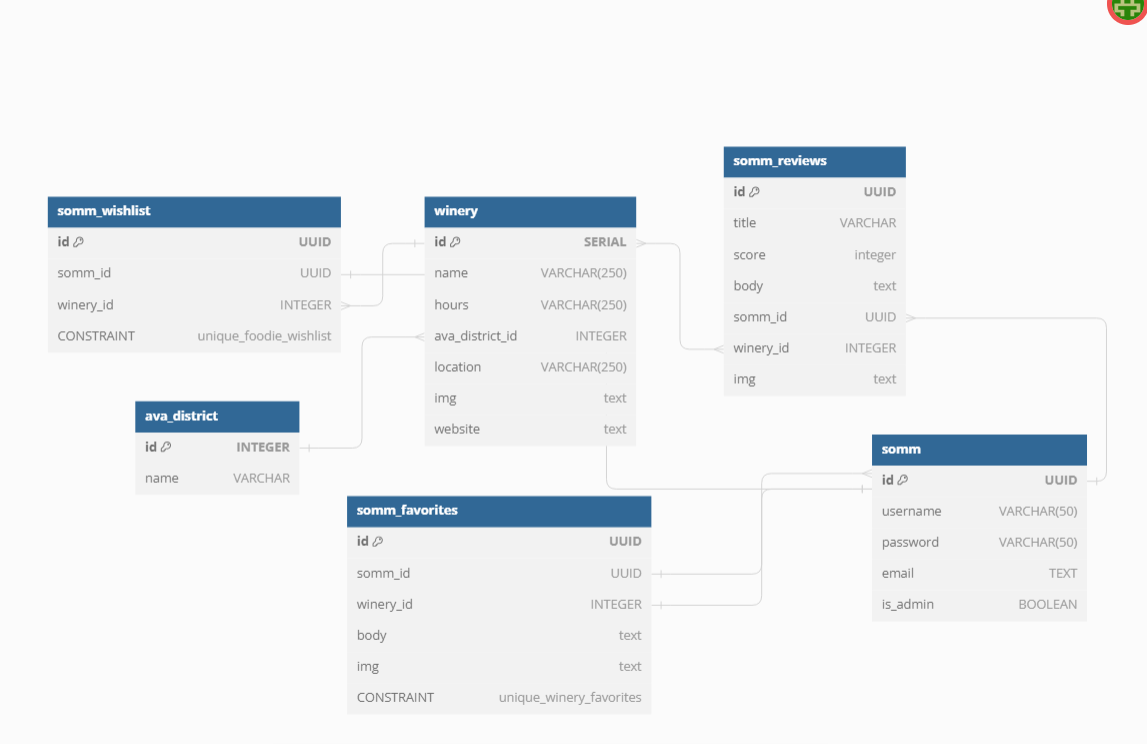 somm_wishlist
id UUID
somm_id UUID
winery_id INTEGER
CONSTRAINT unique_foodie_wishlist
winery
id SERIAL
name VARCHAR(250)
hours VARCHAR(250)
ava_district_id INTEGER
location VARCHAR(250)
img text
website text
somm_reviews
id UUID
title VARCHAR
score integer
body text
somm_id UUID
winery_id INTEGER
img text
ava_district
id INTEGER
name VARCHAR
somm_favorites
id UUID
somm_id UUID
winery_id INTEGER
body text
img text
CONSTRAINT unique_winery_favorites
somm
id UUID
username VARCHAR(50)
password VARCHAR(50)
email TEXT
is_admin BOOLEAN